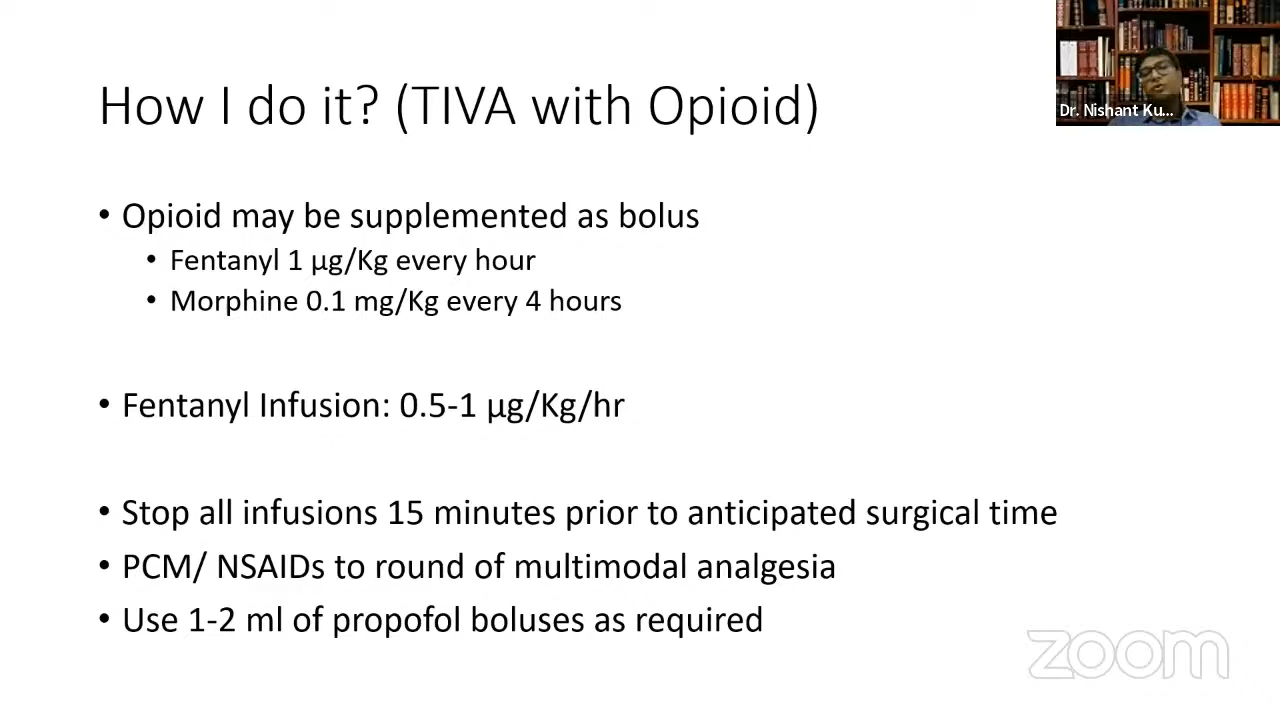 How I do it? (TIVA with Opioid)
Dr. Nishant Ku...
• Opioid may be supplemented as bolus
• Fentanyl 1 µg/Kg every hour
• Morphine 0.1 mg/Kg every 4 hours
• Fentanyl Infusion: 0.5-1 µg/Kg/hr
• Stop all infusions 15 minutes prior to anticipated surgical time
• PCM/ NSAIDs to round of multimodal analgesia
• Use 1-2 ml of propofol boluses as required
zoom